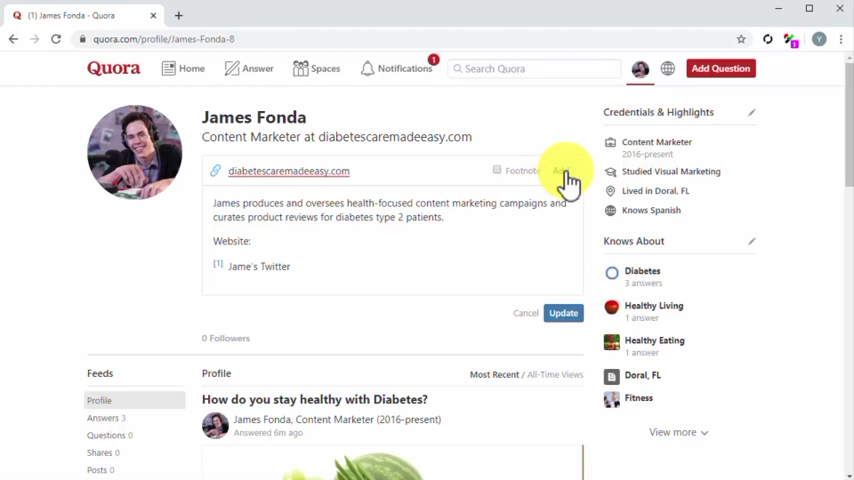 (1) James Fonda - Quora
quora.com/profile/James-Fonda-8
Y
Quora
Home
Answer
Spaces
Notifications
1
Search Quora
Add Question
James Fonda
Content Marketer at diabetescaremadeeasy.com
diabetescaremadeeasy.com
Footnote
James produces and oversees health-focused content marketing campaigns and
curates product reviews for diabetes type 2 patients.
Website:
[1] Jame´s Twitter
Cancel
Update
0 Followers
Credentials & Highlights
Content Marketer
2016-present
Studied Visual Marketing
Lived in Doral, FL
Knows Spanish
Knows About
Diabetes
3 answers
Healthy Living
1 answer
Healthy Eating
1 answer
Doral, FL
Fitness
View more
Feeds
Profile
Answers 3
Questions 0
Shares 0
Posts 0
Profile
Most Recent / All-Time Views
How do you stay healthy with Diabetes?
James Fonda, Content Marketer (2016-present)
Answered 6m ago